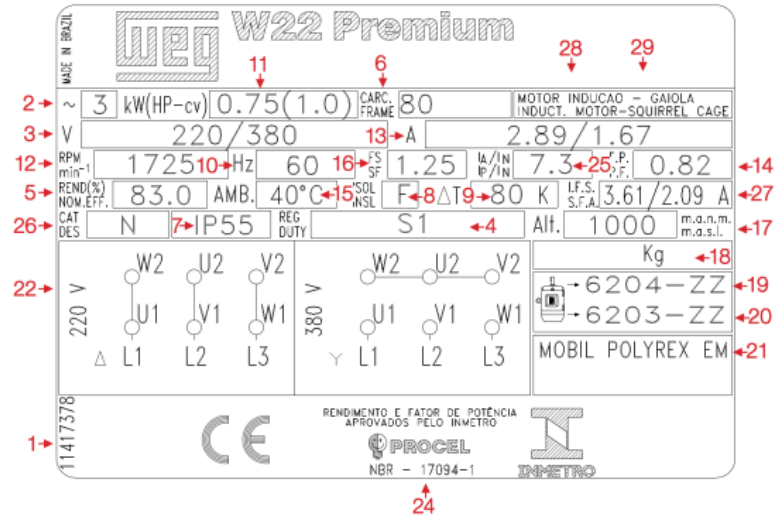 MADE IN BRAZIL
WEG W22 Premium
28 29
11 6
2 ~ 3 kW(HP-cv) 0.75(1.0) CARC. FRAME 80 MOTOR INDUCAO - GAIOLA
INDUCT. MOTOR-SQUIRREL CAGE
3 V 220/380 13 A 2.89/1.67
12 RPM min-1 1725 10 Hz 60 16 FS SF 1.25 IA/IN IP/IN 7.3 25 F.P. P.F. 0.82 14
5 REND(%) NOM.EFF. 83.0 AMB. 40°C 15 ISOL INSL F 8 ΔT 9 80 K I.F.S. S.F.A. 3.61/2.09 A 27
26 CAT DES N 7 IP55 REG DUTY S1 4 Alt. 1000 m.a.n.m. m.a.s.l. 17
Kg 18
22 220 V W2 U2 V2 380 V W2 U2 V2
6204-ZZ 19
U1 V1 W1 U1 V1 W1
6203-ZZ 20
Δ L1 L2 L3 Y L1 L2 L3
MOBIL POLYREX EM 21
1 11417378
CE
RENDIMENTO E FATOR DE POTÊNCIA
APROVADOS PELO INMETRO
PROCEL
NBR - 17094-1
INMETRO
24